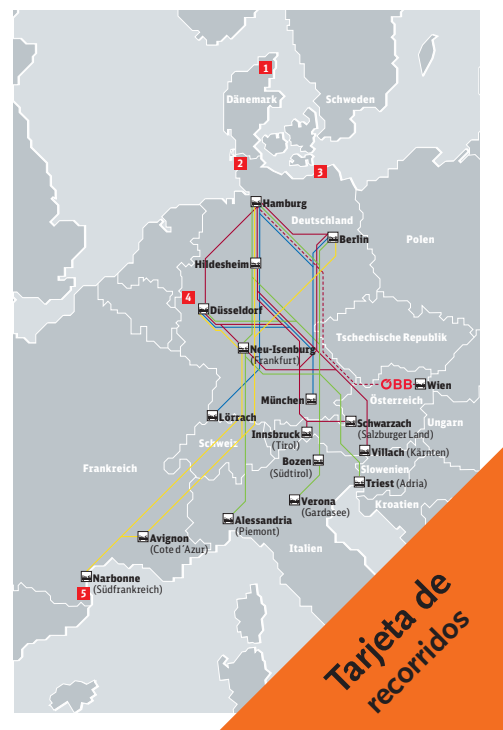 1
Dänemark
Schweden
2
3
Hamburg
Deutschland
Berlin
Polen
Hildesheim
4
Düsseldorf
Neu-Isenburg
(Frankfurt)
Tschechische Republik
ÖBB
Wien
München
Österreich
Lörrach
Schwarzach
(Salzburger Land)
Ungarn
Innsbruck
(Tirol)
Schweiz
Villach (Kärnten)
Bozen
(Südtirol)
Frankreich
Slowenien
Triest (Adria)
Verona
(Gardasee)
Kroatien
Alessandria
(Piemont)
Avignon
(Cote d´Azur)
Italien
Narbonne
(Südfrankreich)
5
Tarjeta de
recorridos